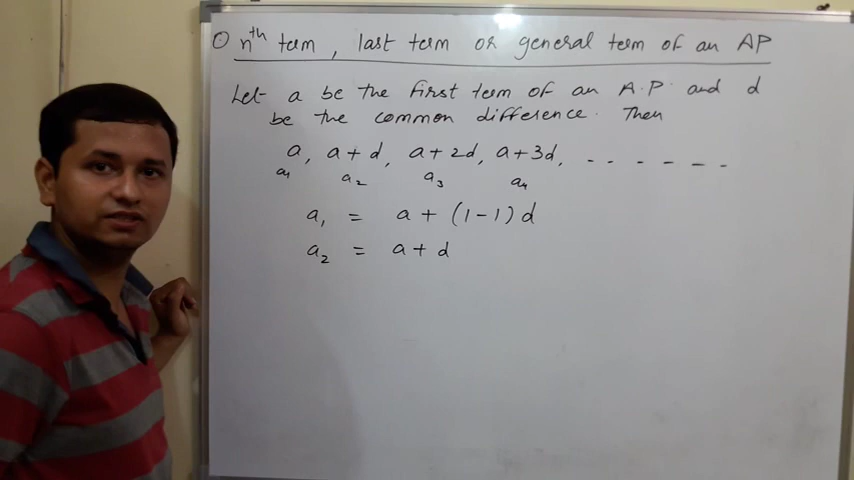 ① nᵗʰ term, last term or general term of an AP
Let a be the first term of an A.P. and d
be the common difference. Then
a, a + d, a + 2d, a + 3d, - - - - - -
a₁ a₂ a₃ a₄
a₁ = a + (1-1)d
a₂ = a + d